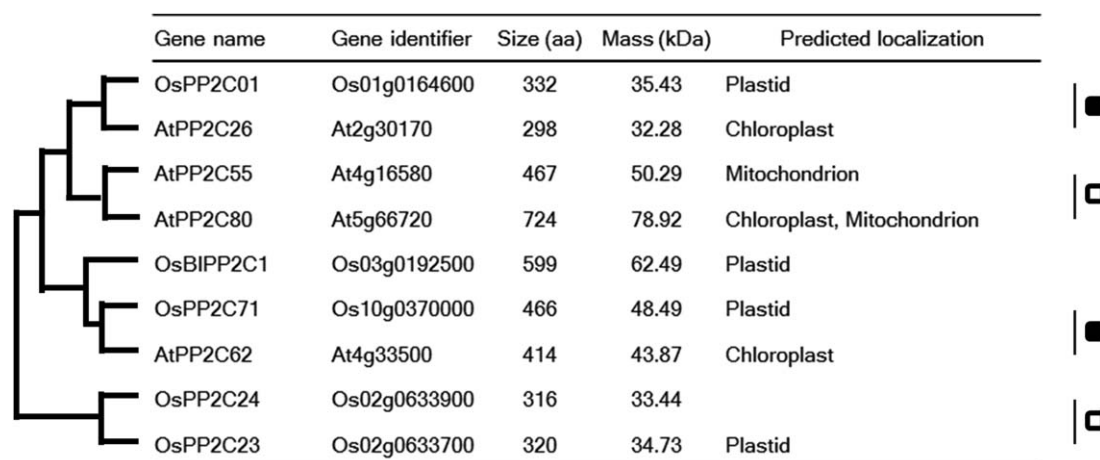 Gene name Gene identifier Size (aa) Mass (kDa) Predicted localization
OsPP2C01 Os01g0164600 332 35.43 Plastid
AtPP2C26 At2g30170 298 32.28 Chloroplast
AtPP2C55 At4g16580 467 50.29 Mitochondrion
AtPP2C80 At5g66720 724 78.92 Chloroplast, Mitochondrion
OsBIPP2C1 Os03g0192500 599 62.49 Plastid
OsPP2C71 Os10g0370000 466 48.49 Plastid
AtPP2C62 At4g33500 414 43.87 Chloroplast
OsPP2C24 Os02g0633900 316 33.44
OsPP2C23 Os02g0633700 320 34.73 Plastid